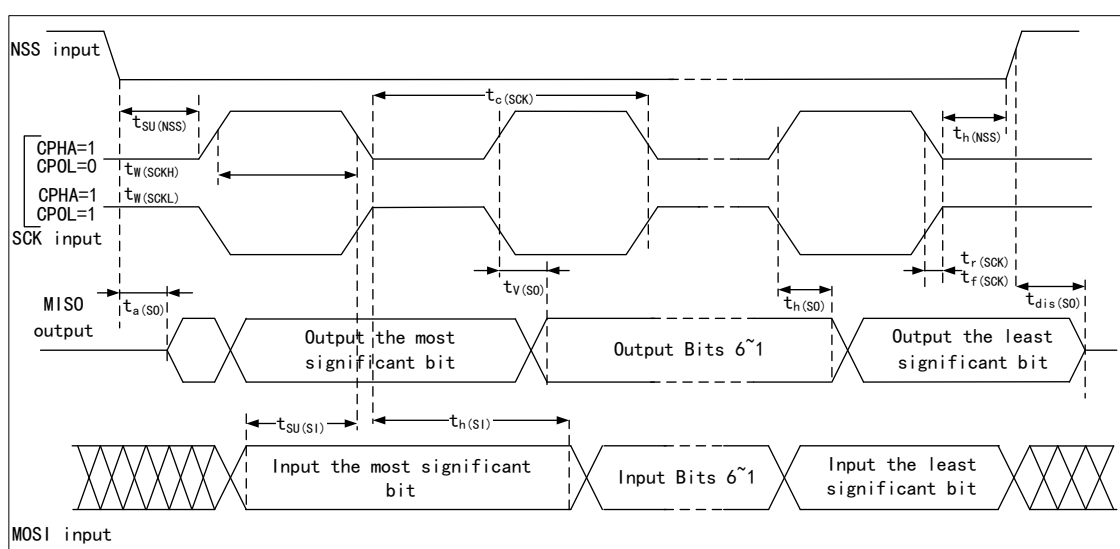 NSS input
tc(SCK)
tSU(NSS)
th(NSS)
CPHA=1
CPOL=0
tW(SCKH)
CPHA=1
tW(SCKL)
CPOL=1
SCK input
tr(SCK)
tV(SO)
tf(SCK)
MISO
output
ta(SO)
th(SO)
tdis(SO)
Output the most
significant bit
Output Bits 6~1
Output the least
significant bit
tSU(SI)
th(SI)
Input the most significant
bit
Input Bits 6~1
Input the least
significant bit
MOSI input